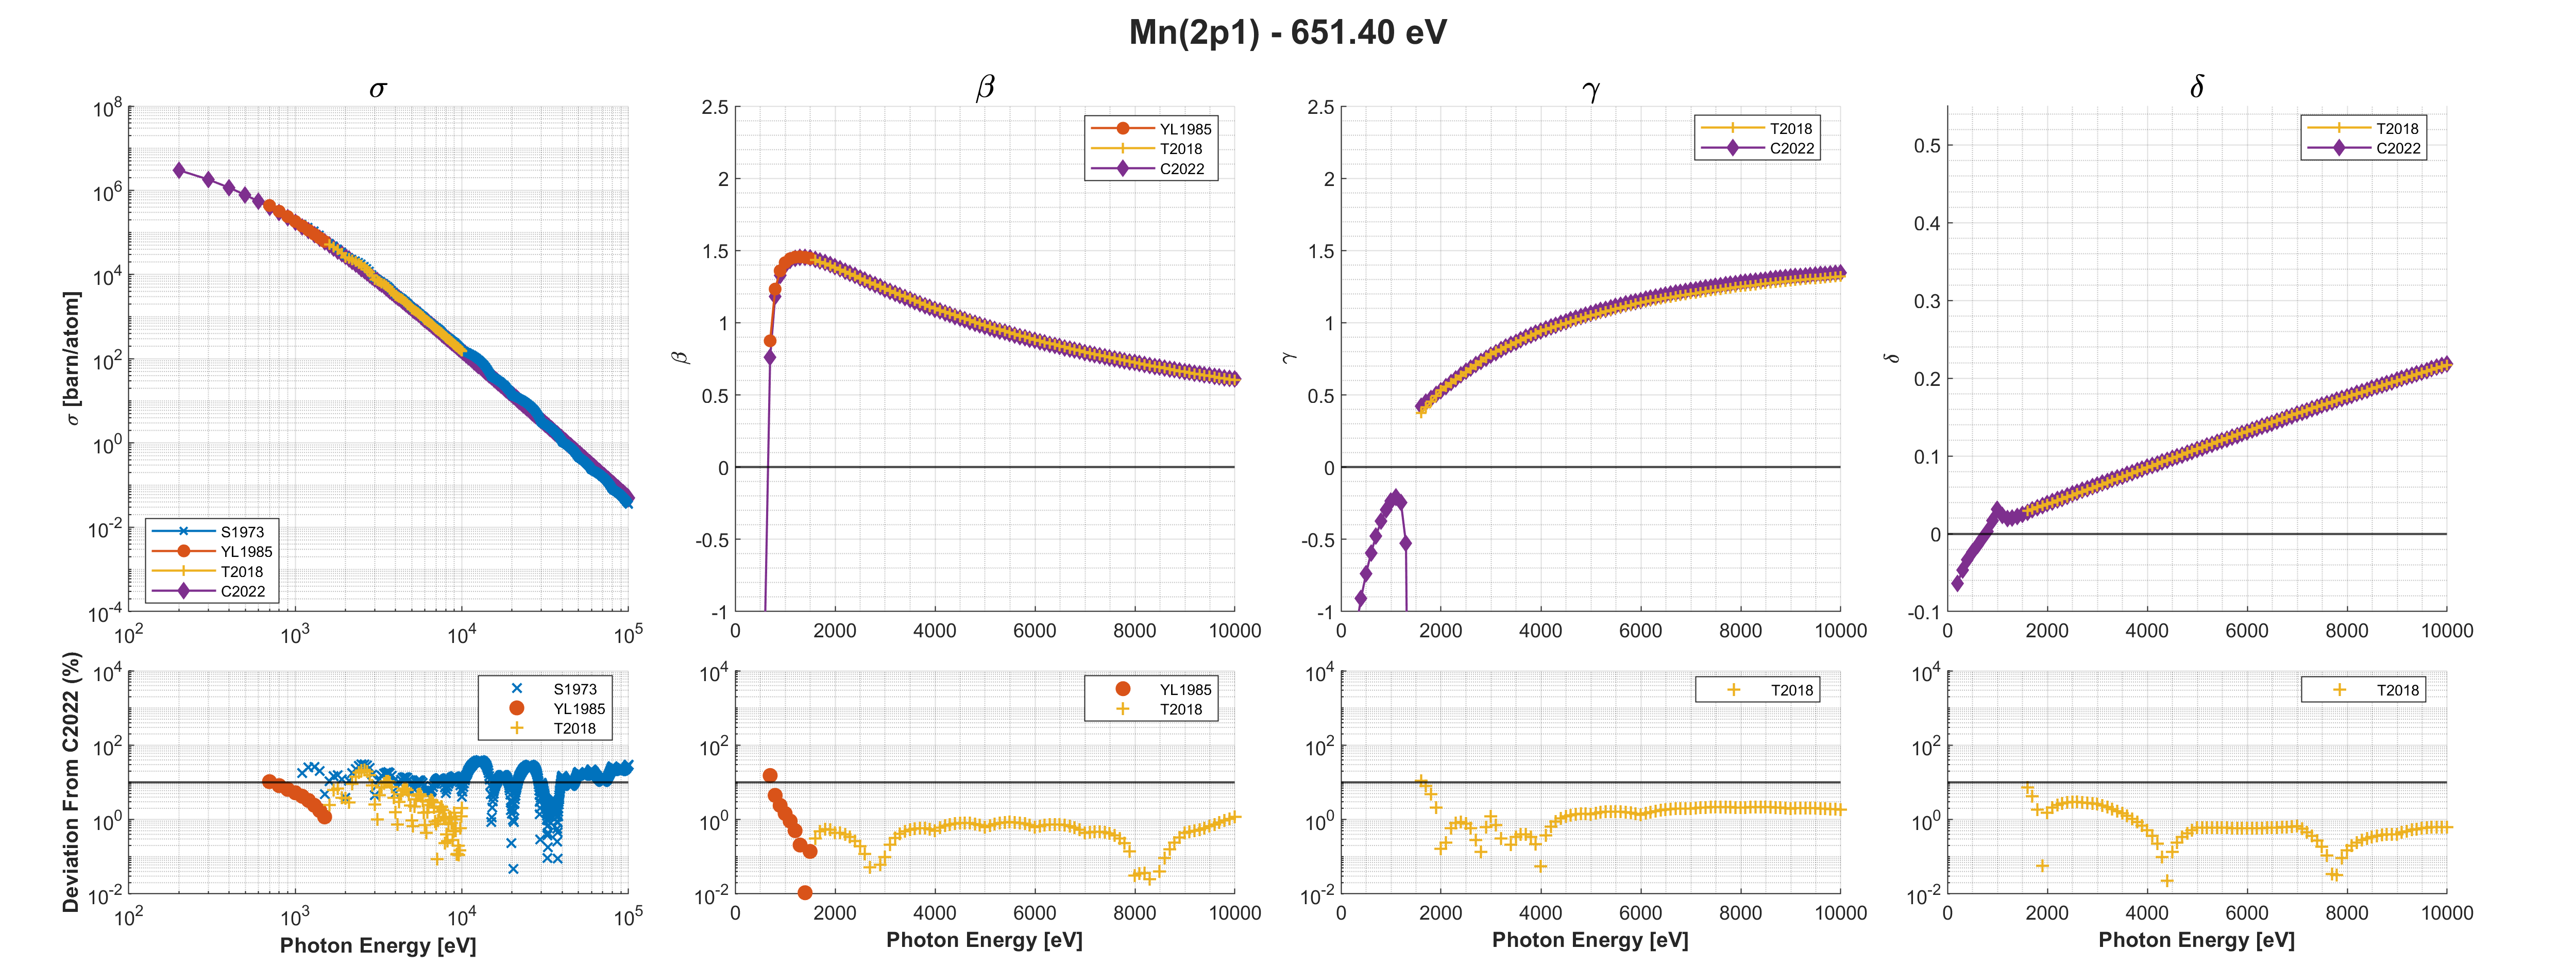 Mn(2p1) - 651.40 eV
σ
σ [barn/atom]
10^8
10^6
10^4
10^2
10^0
10^-2
10^-4
10^2
10^3
10^4
10^5
S1973
YL1985
T2018
C2022
β
β
2.5
2
1.5
1
0.5
0
-0.5
-1
0
2000
4000
6000
8000
10000
YL1985
T2018
C2022
γ
γ
2.5
2
1.5
1
0.5
0
-0.5
-1
0
2000
4000
6000
8000
10000
T2018
C2022
δ
δ
0.5
0.4
0.3
0.2
0.1
0
-0.1
0
2000
4000
6000
8000
10000
T2018
C2022
Deviation From C2022 (%)
10^4
10^2
10^0
10^-2
10^2
10^3
10^4
10^5
S1973
YL1985
T2018
Photon Energy [eV]
10^4
10^2
10^0
10^-2
0
2000
4000
6000
8000
10000
YL1985
T2018
Photon Energy [eV]
10^4
10^2
10^0
10^-2
0
2000
4000
6000
8000
10000
T2018
Photon Energy [eV]
10^4
10^2
10^0
10^-2
0
2000
4000
6000
8000
10000
T2018
Photon Energy [eV]